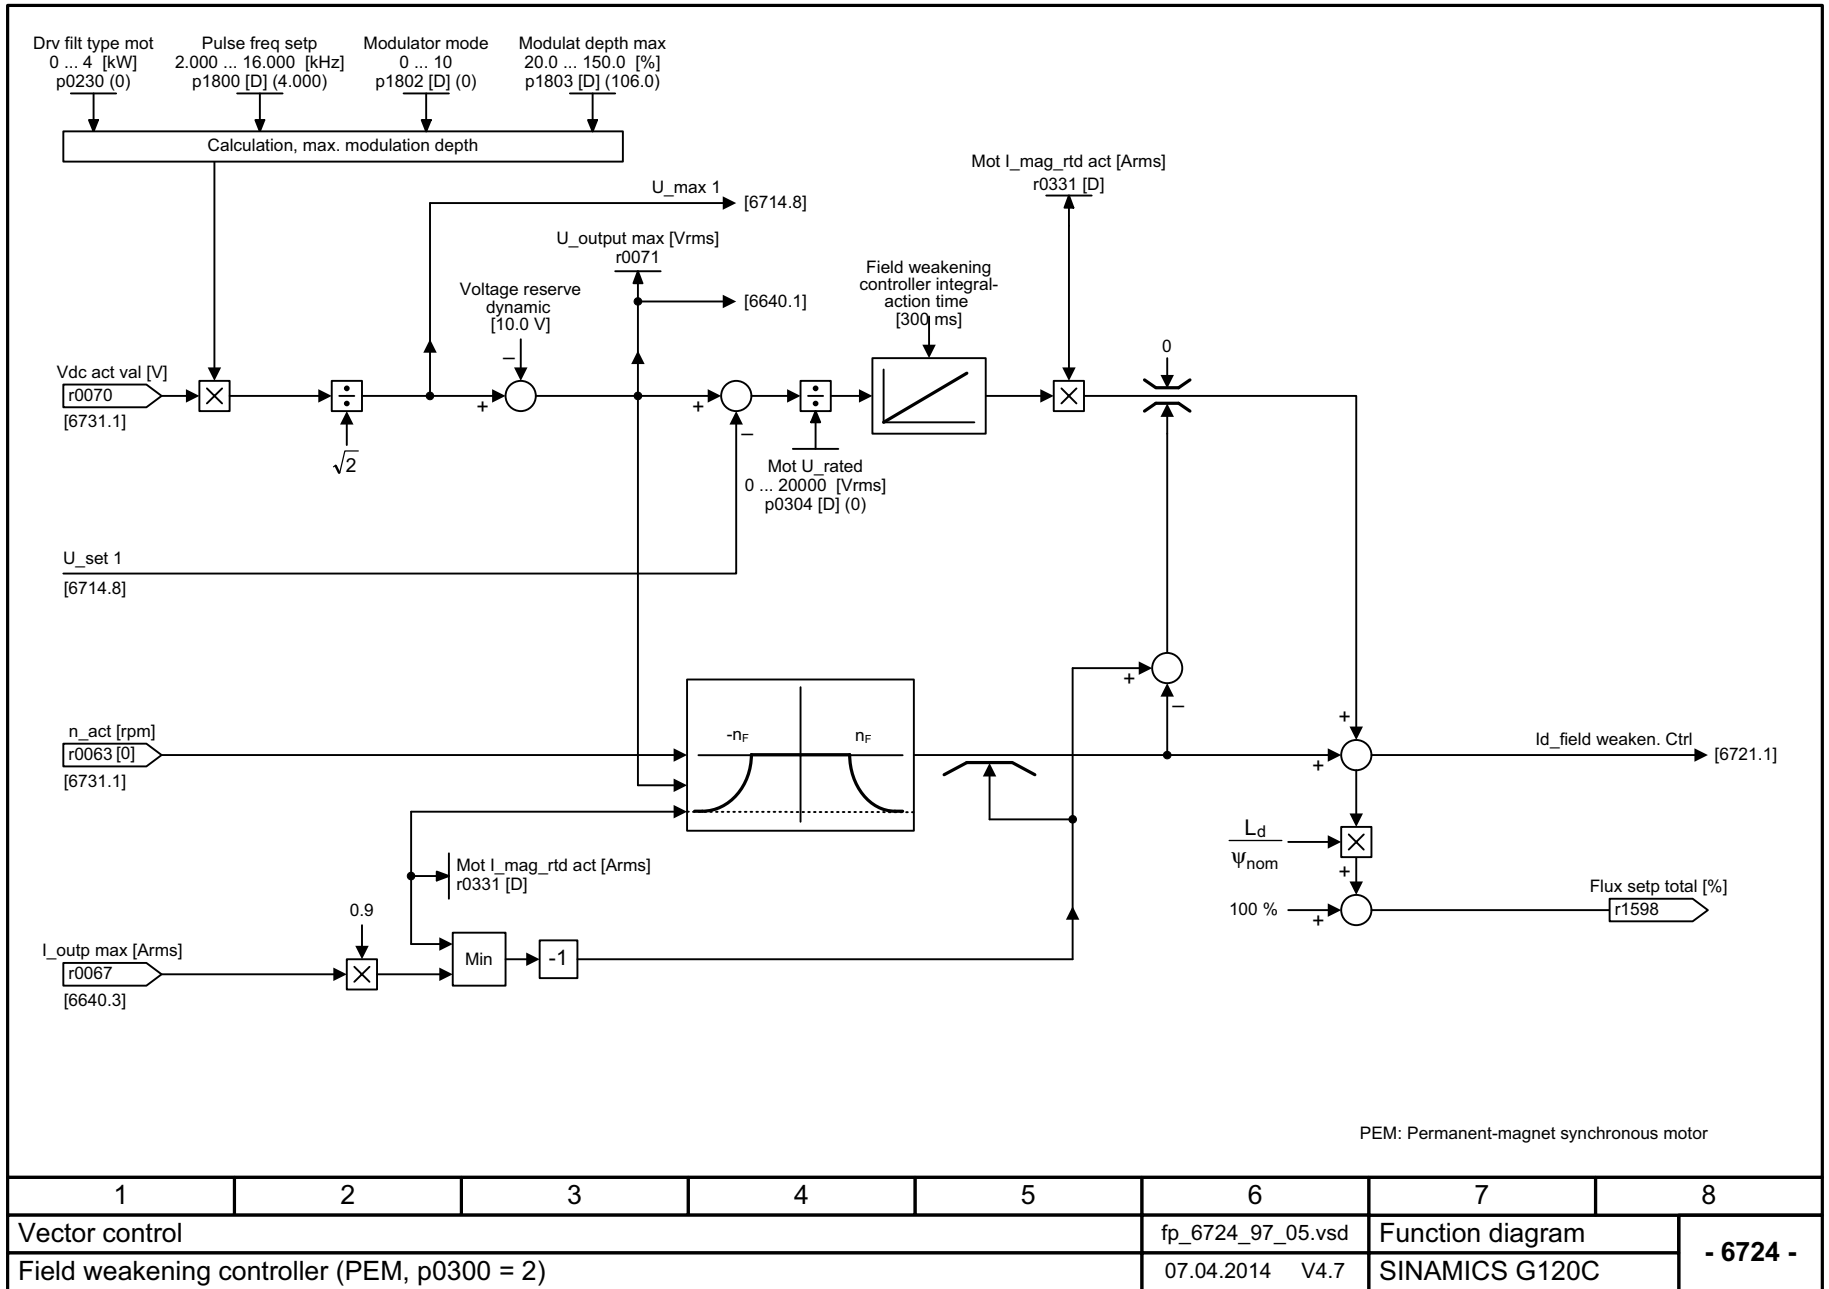 Drv filt type mot
0 ... 4 [kW]
p0230 (0)
Pulse freq setp
2.000 ... 16.000 [kHz]
p1800 [D] (4.000)
Modulator mode
0 ... 10
p1802 [D] (0)
Modulat depth max
20.0 ... 150.0 [%]
p1803 [D] (106.0)
Calculation, max. modulation depth
Mot I_mag_rtd act [Arms]
r0331 [D]
U_max 1
[6714.8]
U_output max [Vrms]
r0071
[6640.1]
Voltage reserve
dynamic
[10.0 V]
–
Field weakening
controller integral-
action time
[300 ms]
0
Vdc act val [V]
r0070
[6731.1]
×
÷
√2
+
+
–
÷
×
Mot U_rated
0 ... 20000 [Vrms]
p0304 [D] (0)
U_set 1
[6714.8]
+
–
n_act [rpm]
r0063 [0]
[6731.1]
-nF
nF
+
+
Id_field weaken. Ctrl
[6721.1]
Ld
ψnom
×
+
100 %
+
Flux setp total [%]
r1598
Mot I_mag_rtd act [Arms]
r0331 [D]
0.9
I_outp max [Arms]
r0067
[6640.3]
×
Min
-1
PEM: Permanent-magnet synchronous motor
1 2 3 4 5 6 7 8
Vector control
fp_6724_97_05.vsd
Function diagram
- 6724 -
Field weakening controller (PEM, p0300 = 2)
07.04.2014 V4.7
SINAMICS G120C